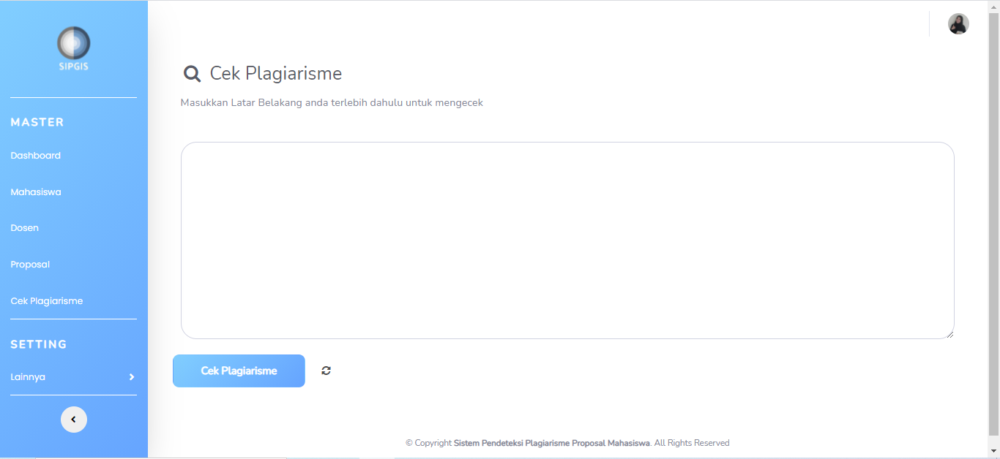 SIPGIS
MASTER
Dashboard
Mahasiswa
Dosen
Proposal
Cek Plagiarisme
SETTING
Lainnya
Cek Plagiarisme
Masukkan Latar Belakang anda terlebih dahulu untuk mengecek
Cek Plagiarisme
© Copyright Sistem Pendeteksi Plagiarisme Proposal Mahasiswa. All Rights Reserved